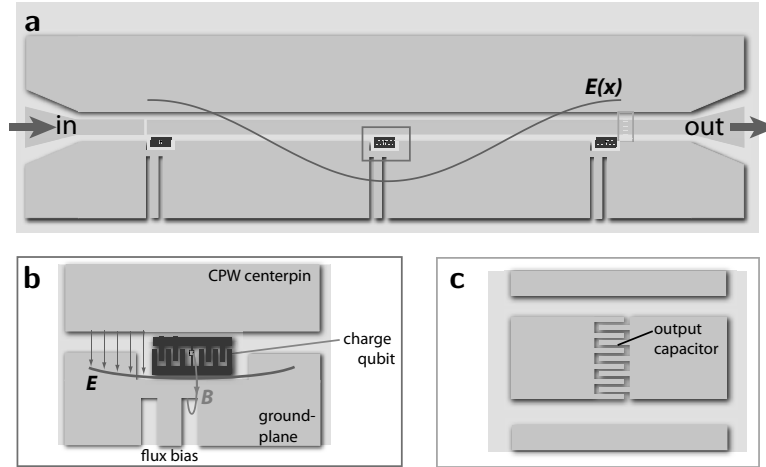 a
E(x)
in
out
b
CPW centerpin
charge
qubit
E
B
ground-
plane
flux bias
c
output
capacitor